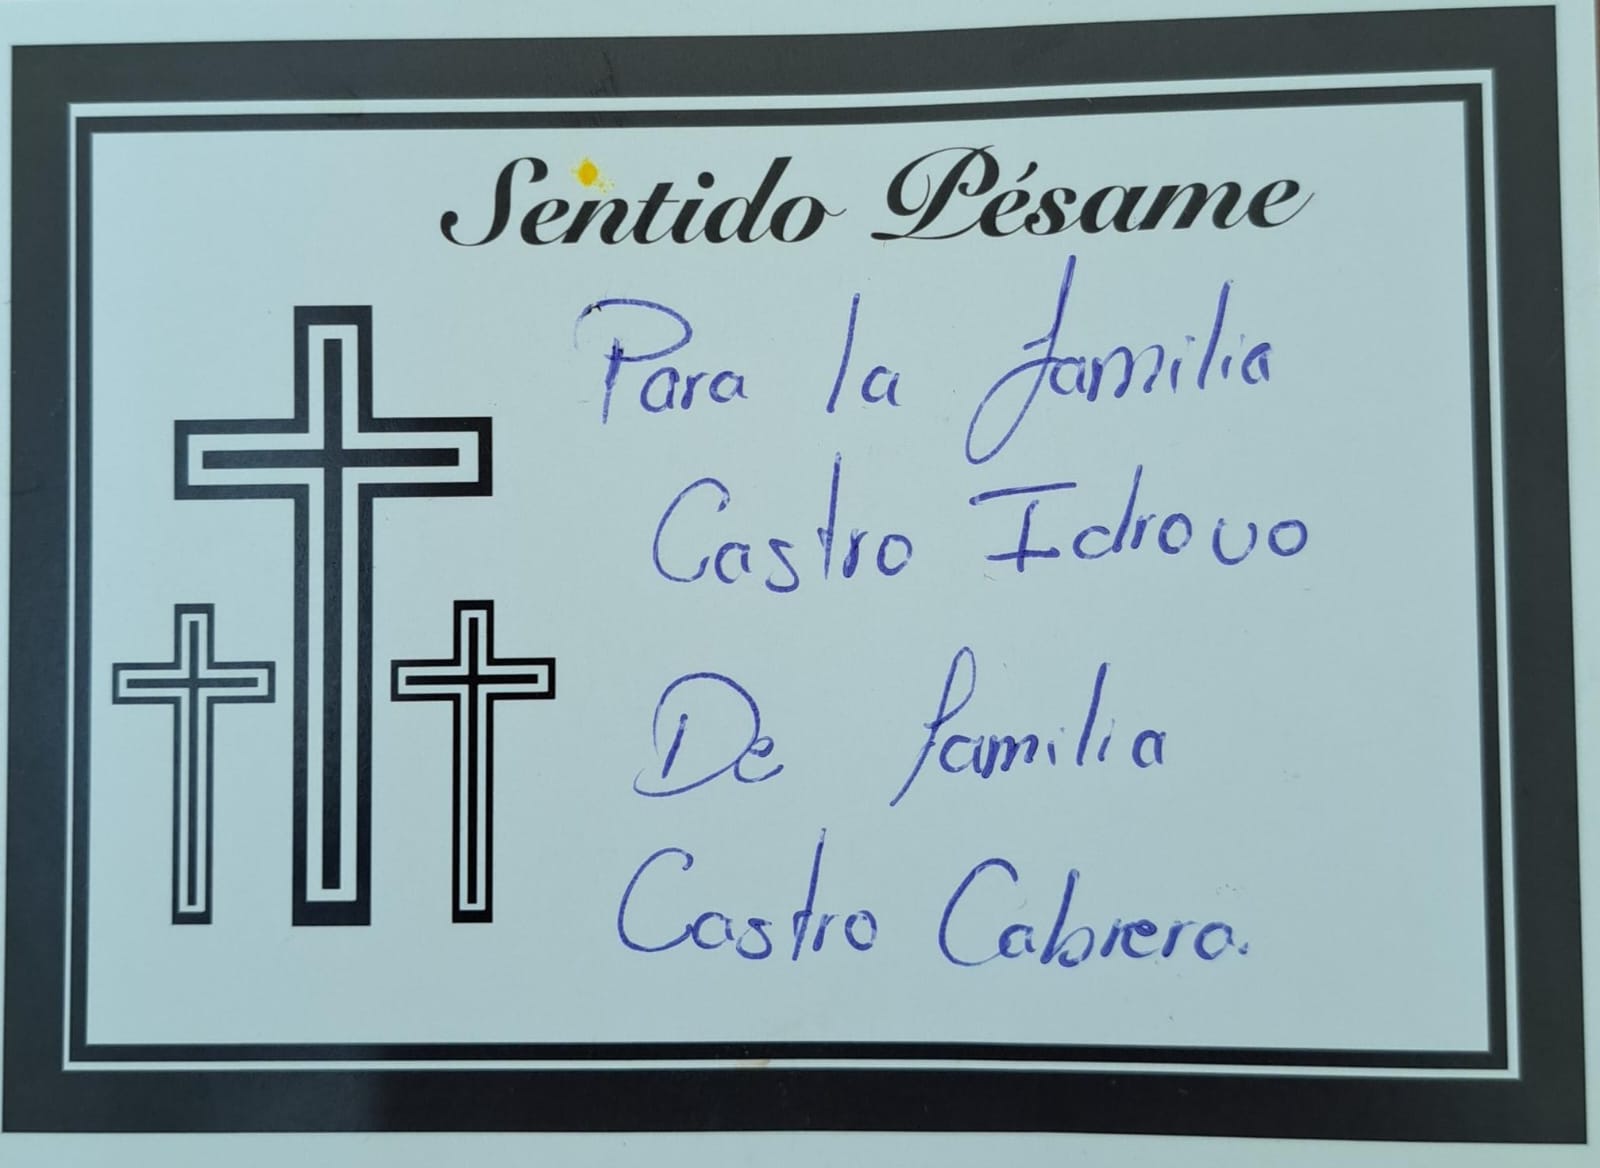 Sentido Pésame
Para la familia
Castro Idrovo
De familia
Castro Cabrera.